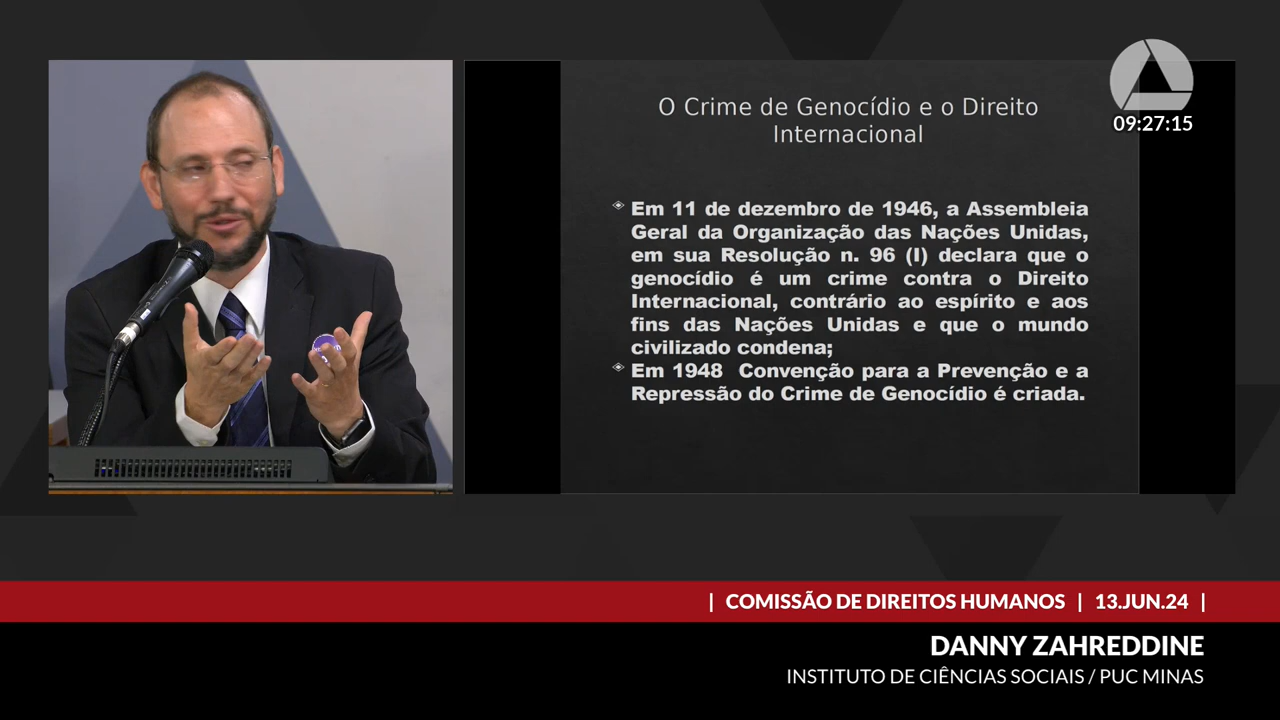 09:27:15
O Crime de Genocídio e o Direito
Internacional
Em 11 de dezembro de 1946, a Assembleia
Geral da Organização das Nações Unidas,
em sua Resolução n. 96 (I) declara que o
genocídio é um crime contra o Direito
Internacional, contrário ao espírito e aos
fins das Nações Unidas e que o mundo
civilizado condena;
Em 1948 Convenção para a Prevenção e a
Repressão do Crime de Genocídio é criada.
| COMISSÃO DE DIREITOS HUMANOS | 13.JUN.24 |
DANNY ZAHREDDINE
INSTITUTO DE CIÊNCIAS SOCIAIS / PUC MINAS